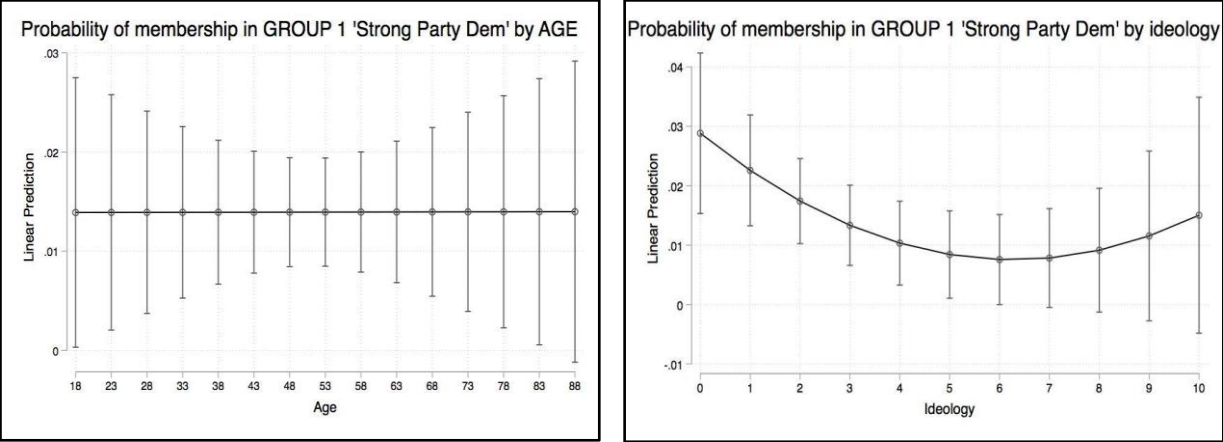 Probability of membership in GROUP 1 'Strong Party Dem' by AGE
.03
.02
.01
0
Linear Prediction
18 23 28 33 38 43 48 53 58 63 68 73 78 83 88
Age
Probability of membership in GROUP 1 'Strong Party Dem' by ideology
.04
.03
.02
.01
0
-.01
Linear Prediction
0 1 2 3 4 5 6 7 8 9 10
Ideology